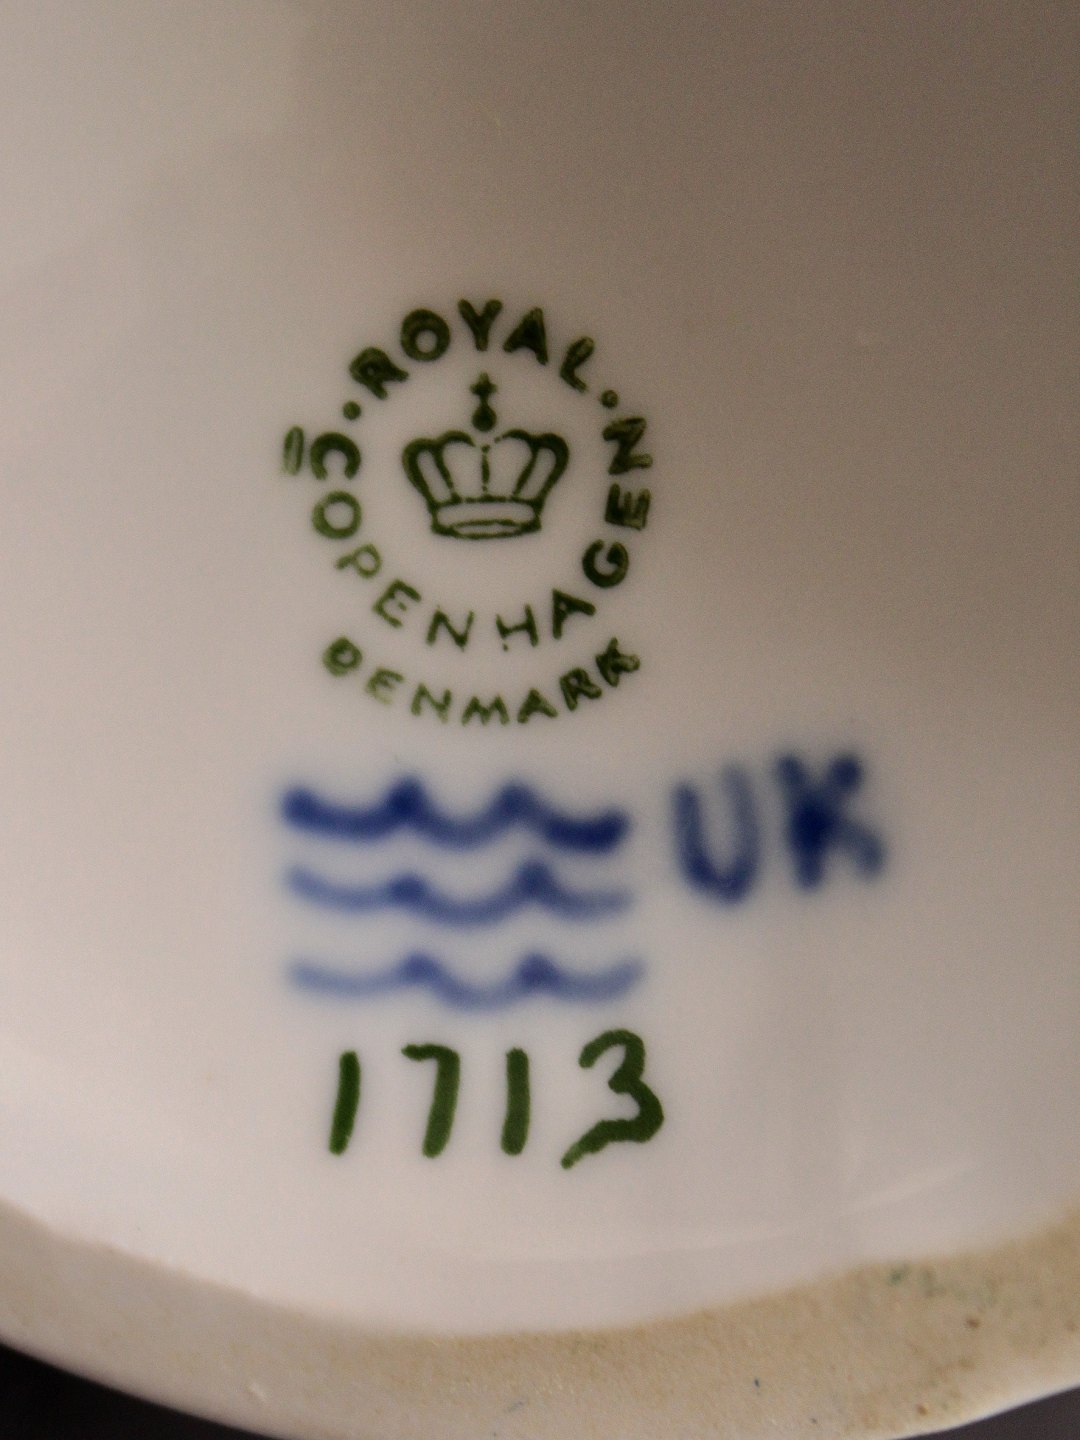 ROYAL
COPENHAGEN
DENMARK
UK
1713